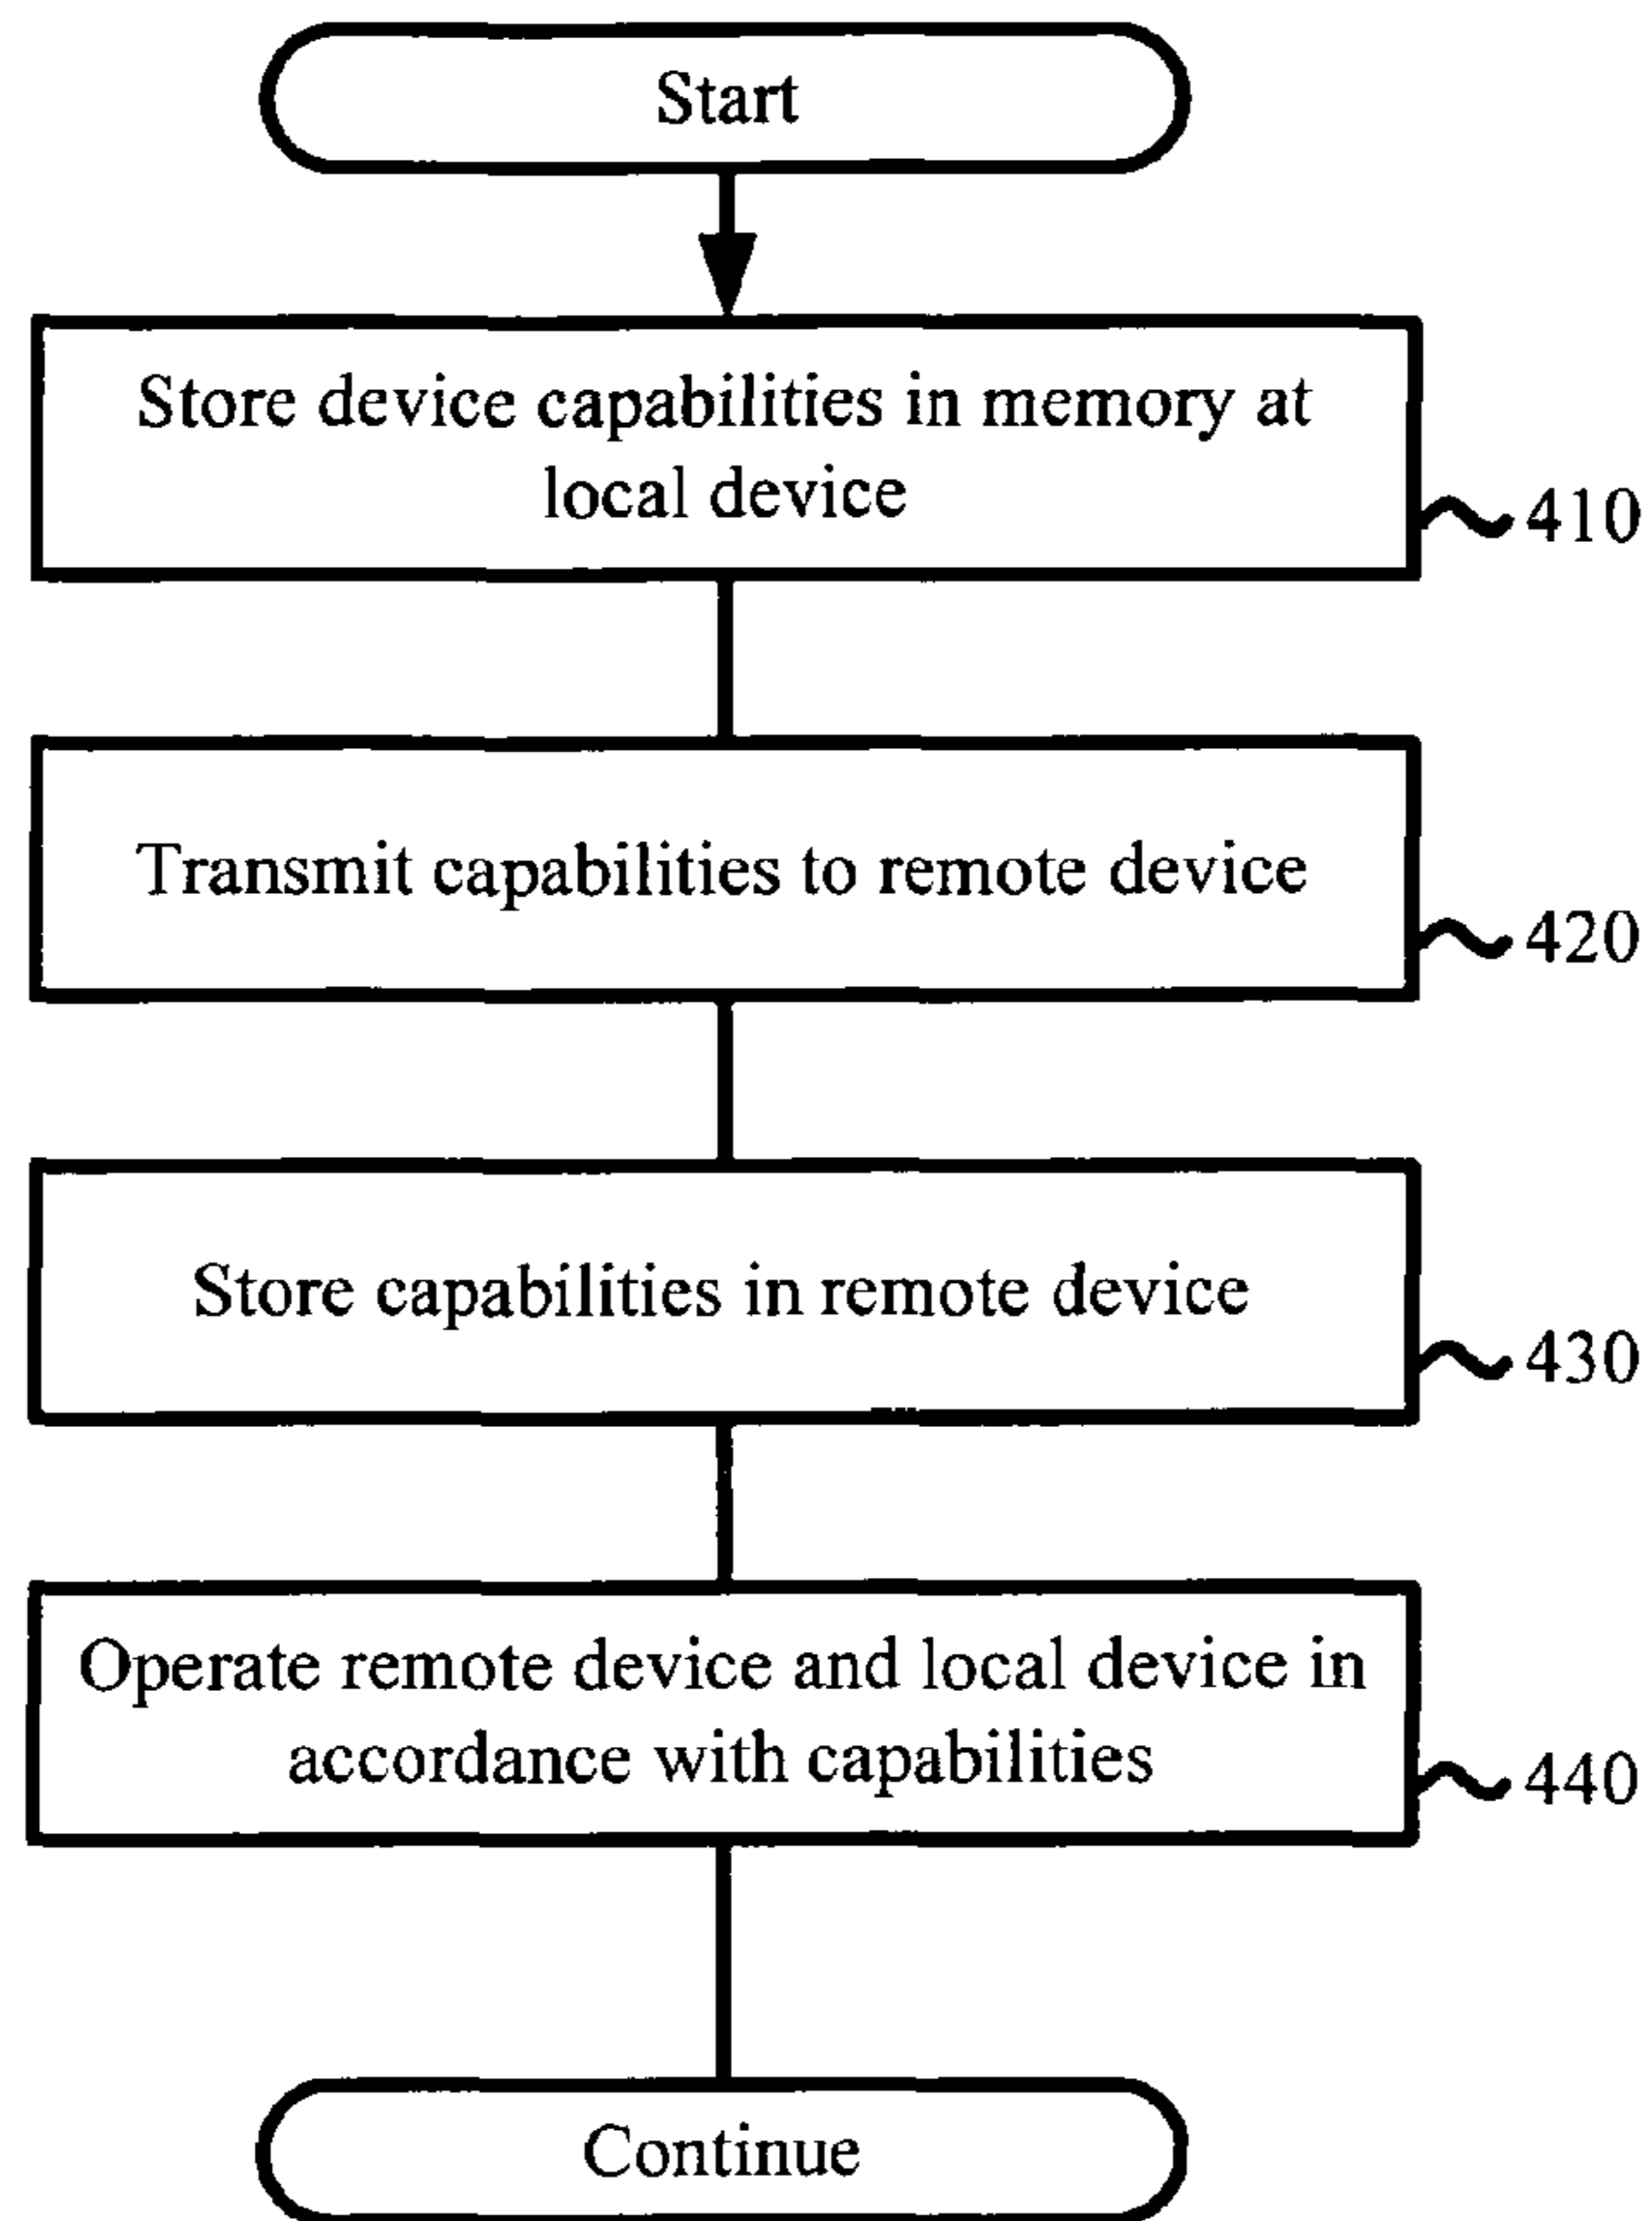 Start
Store device capabilities in memory at
local device
410
Transmit capabilities to remote device
420
Store capabilities in remote device
430
Operate remote device and local device in
accordance with capabilities
440
Continue